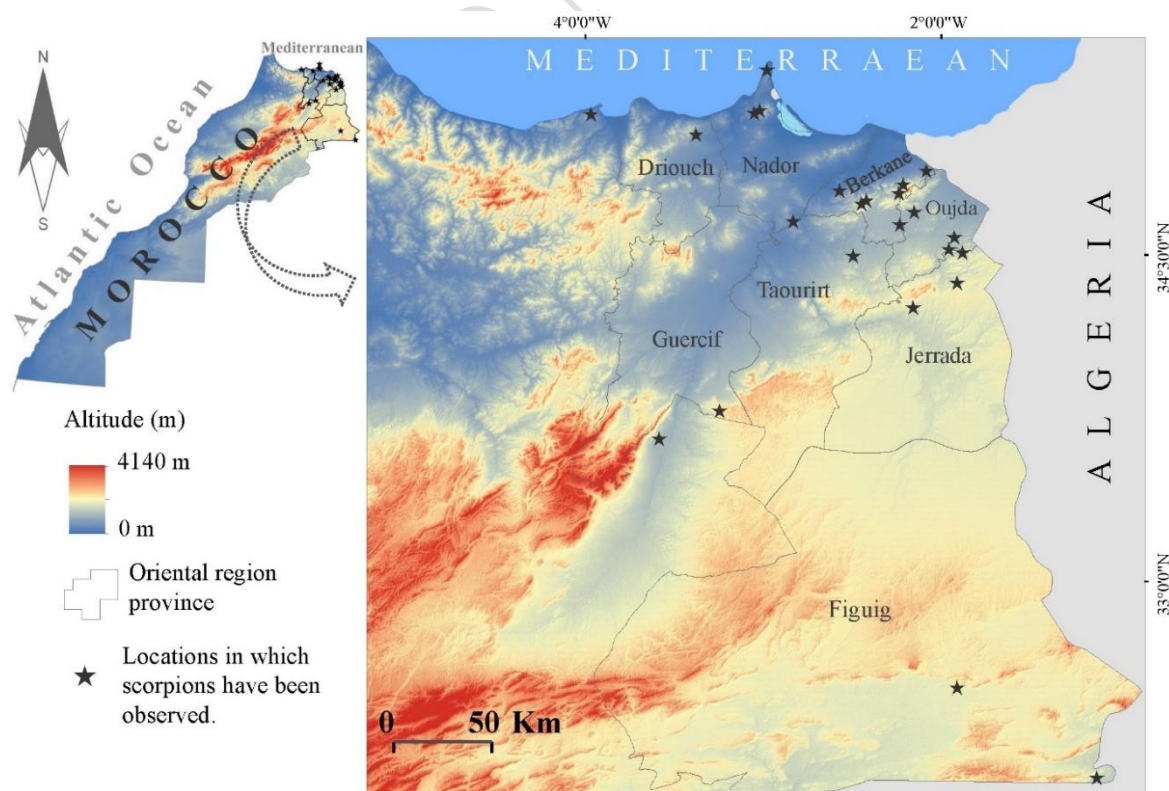 N
S
Mediterranean
Atlantic Ocean
MOROCCO
Altitude (m)
4140 m
0 m
Oriental region
province
Locations in which
scorpions have been
observed.
4°0'0"W
2°0'0"W
MEDITERRAEAN
Driouch
Nador
Berkane
Oujda
Taourirt
Guercif
Jerrada
Figuig
ALGERIA
34°30'0"N
33°0'0"N
0 50 Km